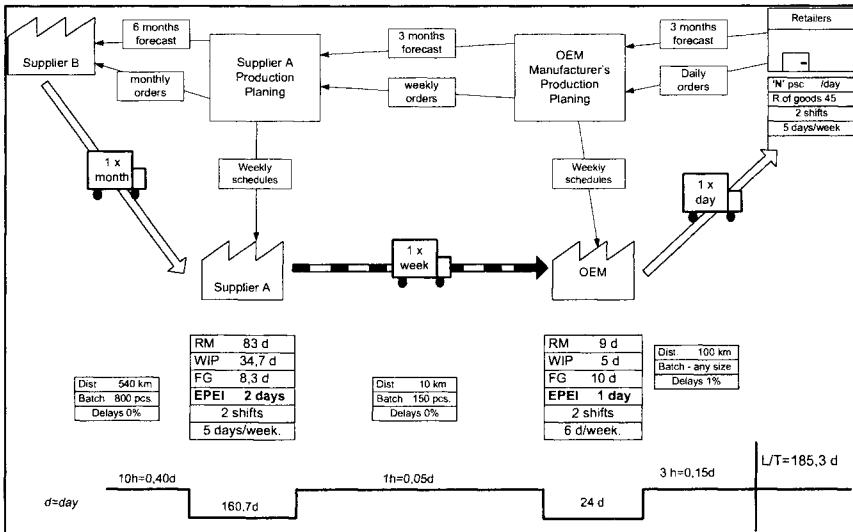 6 months
forecast
Supplier B
monthly
orders
Supplier A
Production
Planing
3 months
forecast
weekly
orders
OEM
Manufacturer's
Production
Planing
3 months
forecast
Daily
orders
Retailers
'N' psc /day
R.of goods 45
2 shifts
5 days/week
1 x
month
Weekly
schedules
Weekly
schedules
1 x
day
Supplier A
1 x
week
OEM
Dist 540 km
Batch 800 pcs.
Delays 0%
RM 83 d
WIP 34,7 d
FG 8,3 d
EPEI 2 days
2 shifts
5 days/week.
Dist 10 km
Batch 150 pcs.
Delays 0%
RM 9 d
WIP 5 d
FG 10 d
EPEI 1 day
2 shifts
6 d/week.
Dist. 100 km
Batch - any size
Delays 1%
d=day
10h=0,40d
160,7d
1h=0,05d
24 d
3 h=0,15d
L/T=185,3 d